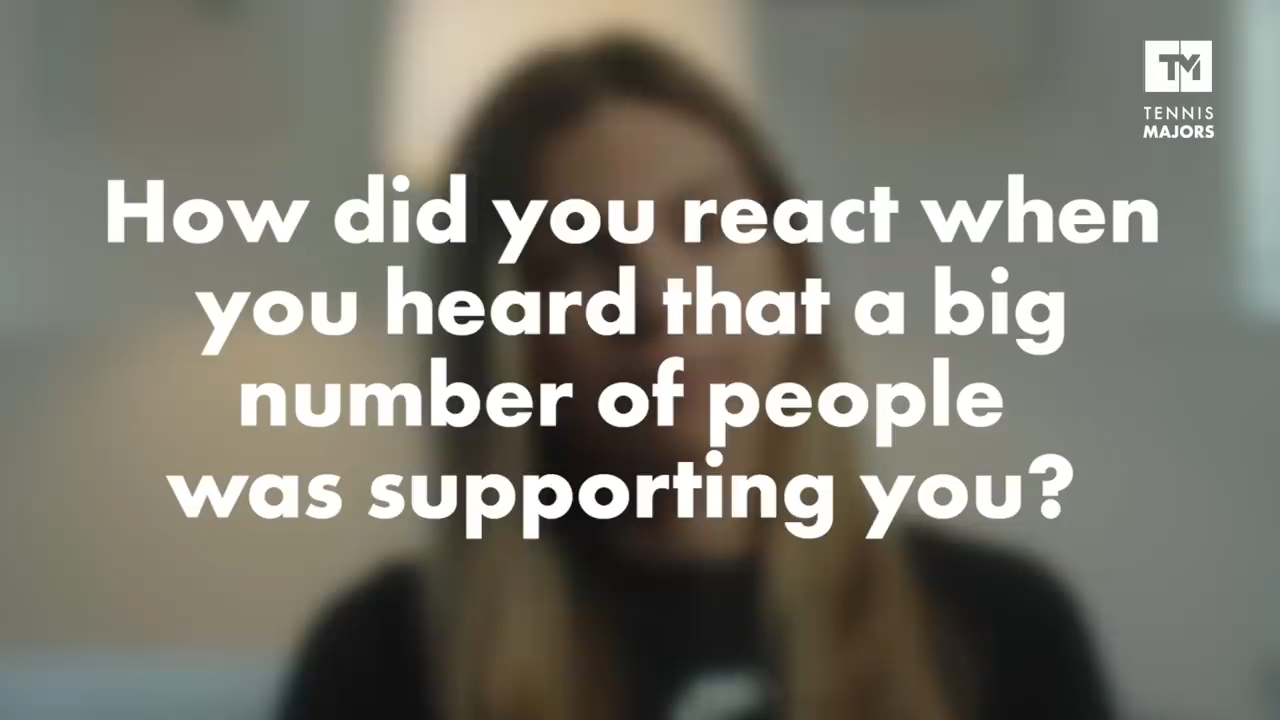 TM
TENNIS
MAJORS
How did you react when
you heard that a big
number of people
was supporting you?